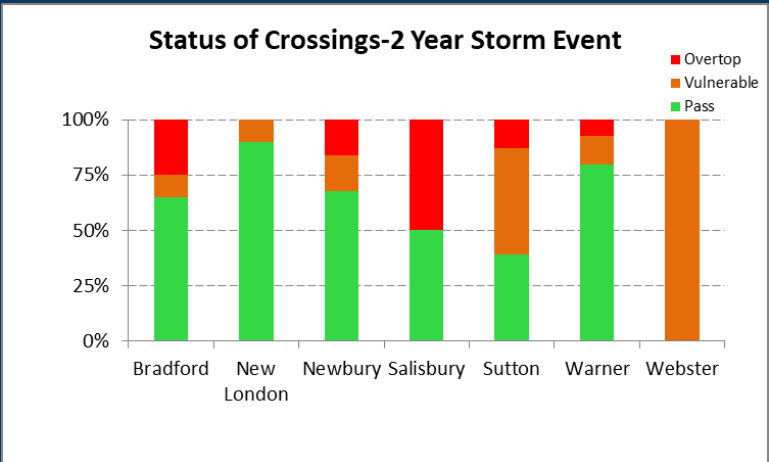 Status of Crossings-2 Year Storm Event
Overtop
Vulnerable
Pass
100%
75%
50%
25%
0%
Bradford
New
London
Newbury
Salisbury
Sutton
Warner
Webster